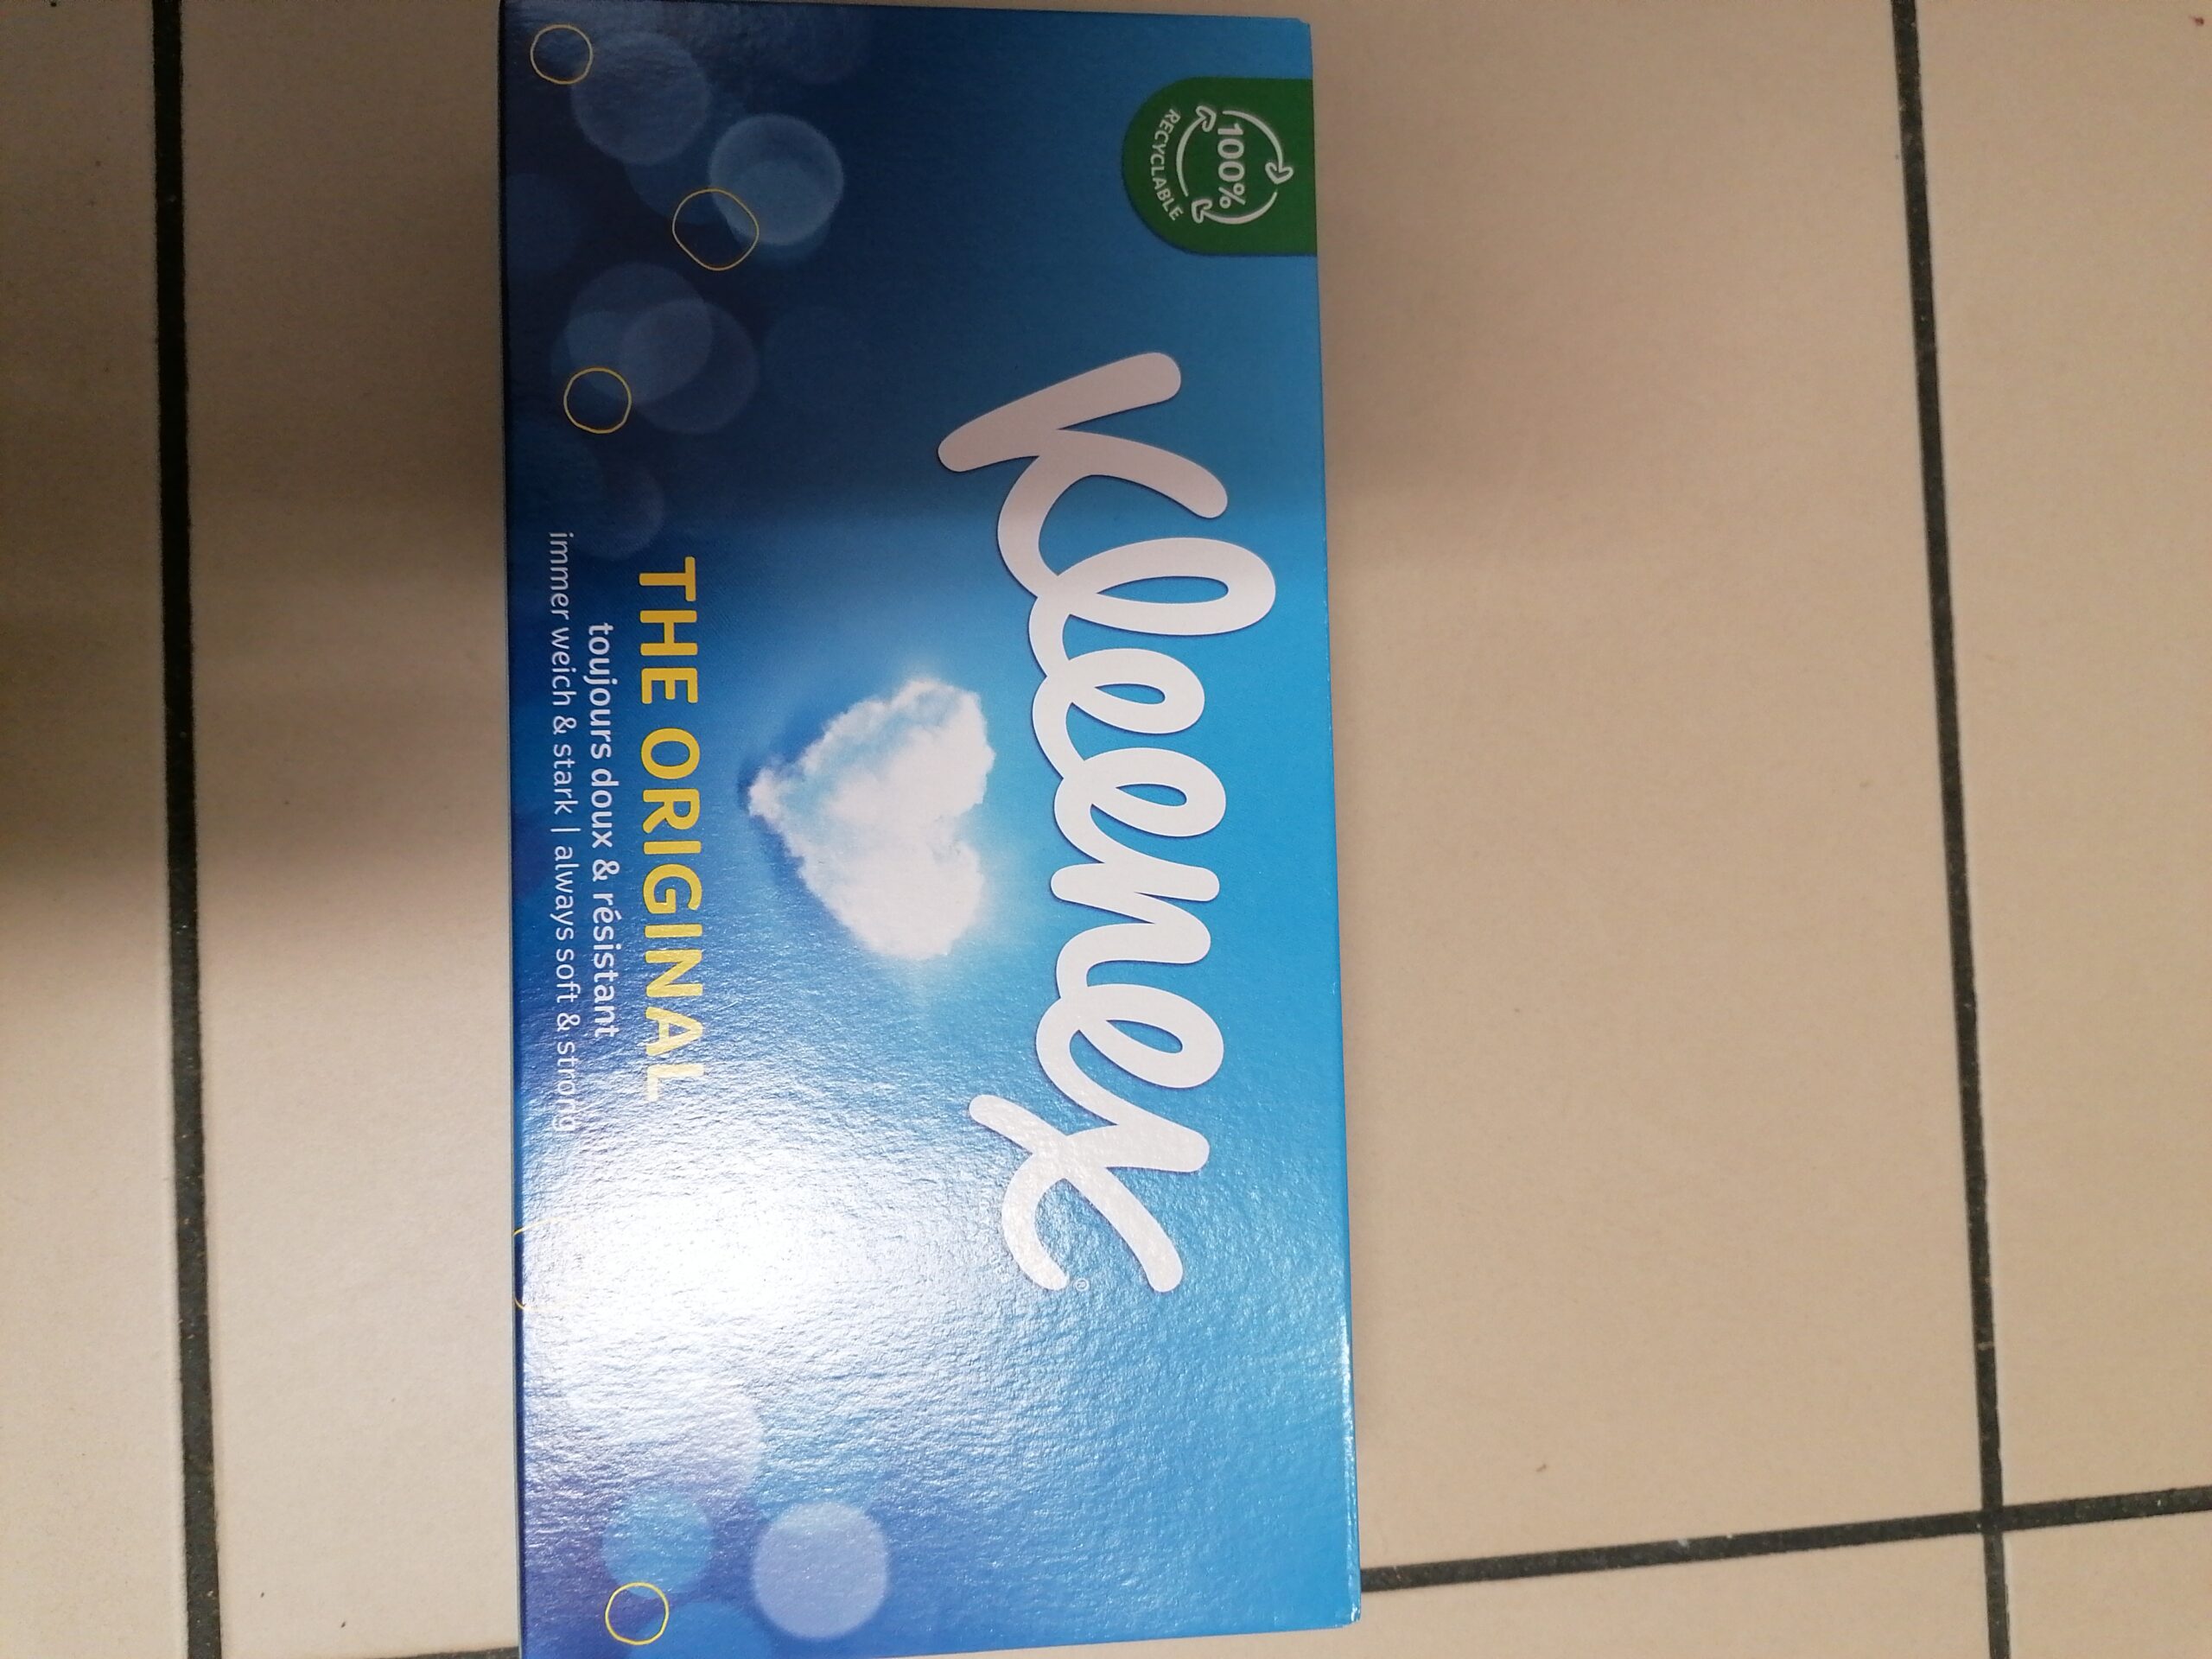 100%
RECYCLABLE
Kleenex®
THE ORIGINAL
toujours doux & résistant
immer weich & stark | always soft & strong